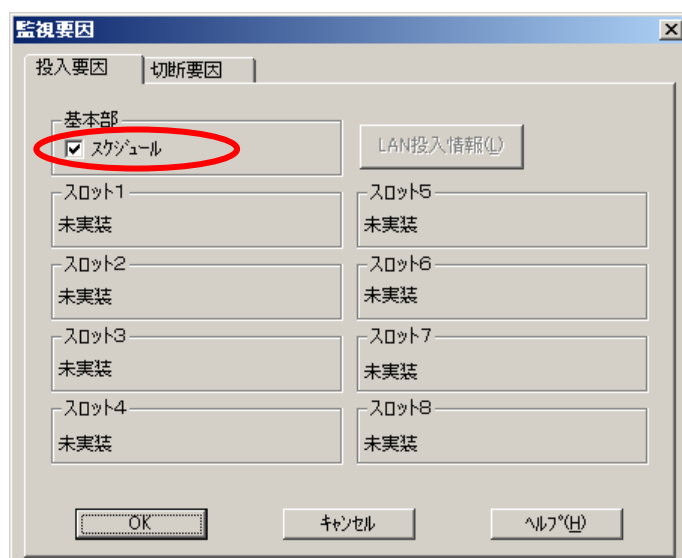 監視要因
投入要因 切断要因
基本部
スケジュール
LAN投入情報(L)
スロット1
未実装
スロット5
未実装
スロット2
未実装
スロット6
未実装
スロット3
未実装
スロット7
未実装
スロット4
未実装
スロット8
未実装
OK キャンセル ヘルプ(H)